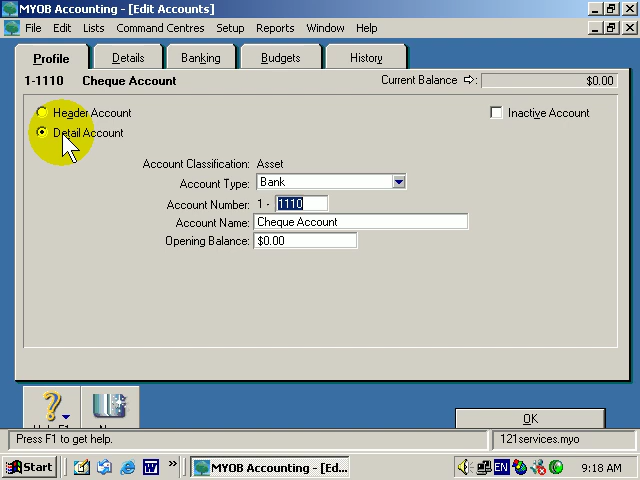 MYOB Accounting - [Edit Accounts]
File Edit Lists Command Centres Setup Reports Window Help
Profile Details Banking Budgets History
1-1110 Cheque Account Current Balance $0.00
Header Account Inactive Account
Detail Account
Account Classification: Asset
Account Type: Bank
Account Number: 1 - 1110
Account Name: Cheque Account
Opening Balance: $0.00
OK
Press F1 to get help. 121services.myo
Start W » MYOB Accounting - [Ed... EN 9:18 AM